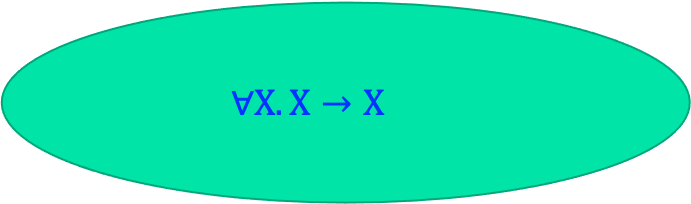 ∀X. X → X